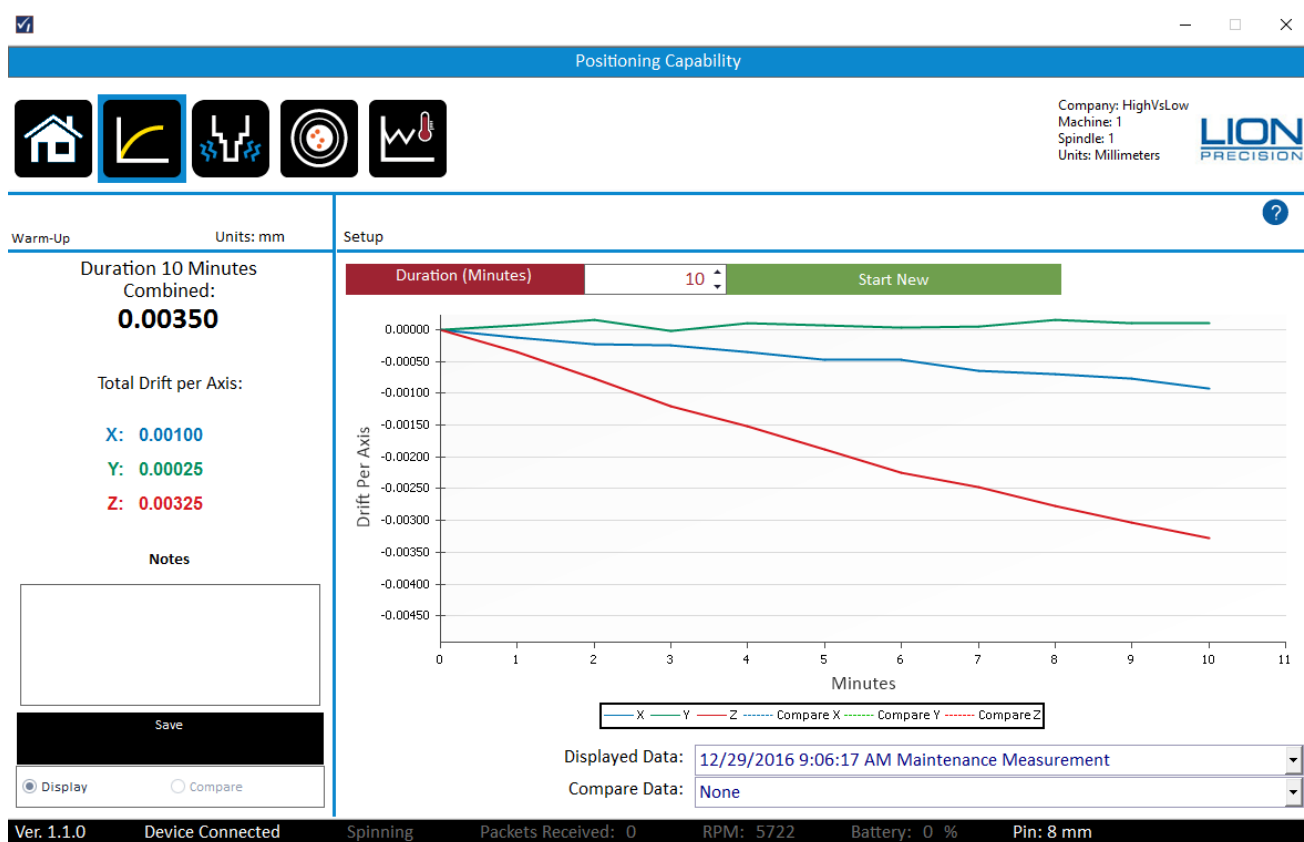 Positioning Capability
Company: HighVsLow
Machine: 1
Spindle: 1
Units: Millimeters
LION
PRECISION
?
Warm-Up Units: mm
Setup
Duration 10 Minutes
Combined:
0.00350
Total Drift per Axis:
X: 0.00100
Y: 0.00025
Z: 0.00325
Notes
Save
Display Compare
Duration (Minutes) 10 Start New
0.00000
-0.00050
-0.00100
-0.00150
-0.00200
-0.00250
-0.00300
-0.00350
-0.00400
-0.00450
Drift Per Axis
0 1 2 3 4 5 6 7 8 9 10 11
Minutes
X Y Z Compare X Compare Y Compare Z
Displayed Data: 12/29/2016 9:06:17 AM Maintenance Measurement
Compare Data: None
Ver. 1.1.0 Device Connected Spinning Packets Received: 0 RPM: 5722 Battery: 0 % Pin: 8 mm